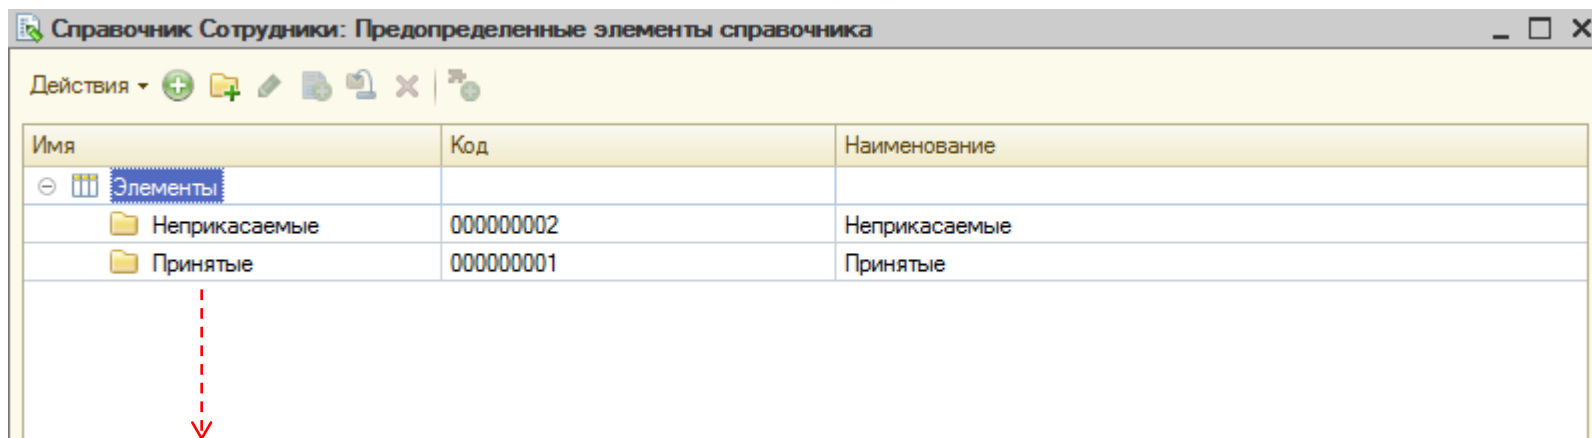 Справочник Сотрудники: Предопределенные элементы справочника
Действия
Имя Код Наименование
Элементы
Неприкасаемые 000000002 Неприкасаемые
Принятые 000000001 Принятые